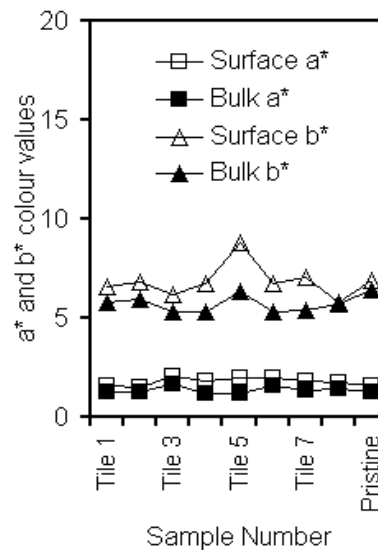 20
15
10
5
0
a* and b* colour values
Surface a*
Bulk a*
Surface b*
Bulk b*
Tile 1
Tile 3
Tile 5
Tile 7
Pristine
Sample Number